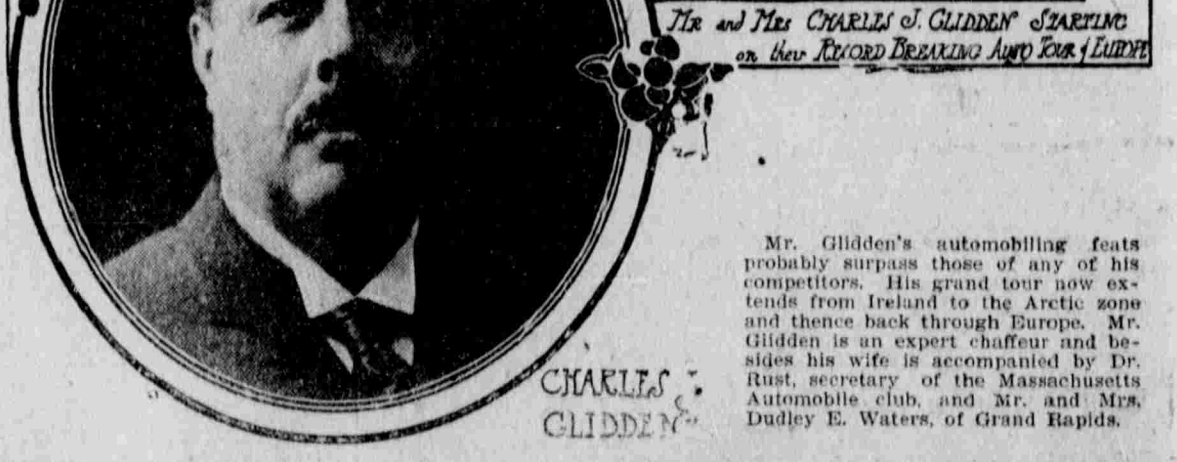 MR and MRS CHARLES J. GLIDDEN STARTING
on their RECORD BREAKING AUTO TOUR of EUROPE
Mr. Glidden's automobiling feats
probably surpass those of any of his
competitors. His grand tour now ex-
tends from Ireland to the Arctic zone
and thence back through Europe. Mr.
Glidden is an expert chaffeur and be-
sides his wife is accompanied by Dr.
Rust, secretary of the Massachusetts
Automobile club, and Mr. and Mrs.
Dudley E. Waters, of Grand Rapids.
CHARLES J.
GLIDDEN